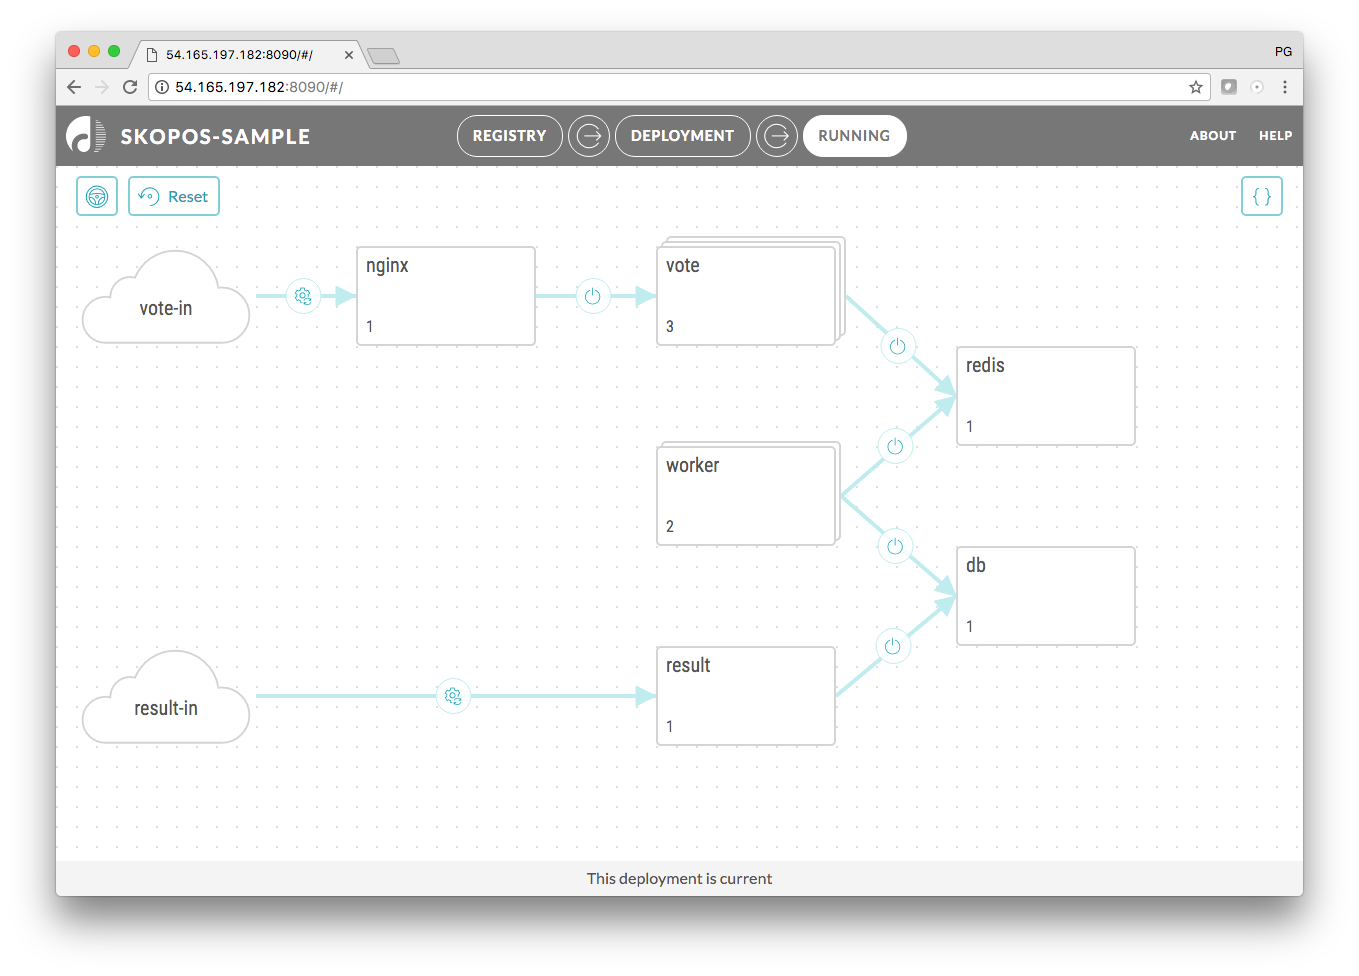 54.165.197.182:8090/#/
PG
54.165.197.182:8090/#/
SKOPOS-SAMPLE
REGISTRY
DEPLOYMENT
RUNNING
ABOUT
HELP
Reset
{ }
vote-in
nginx
1
vote
3
redis
1
worker
2
db
1
result-in
result
1
This deployment is current